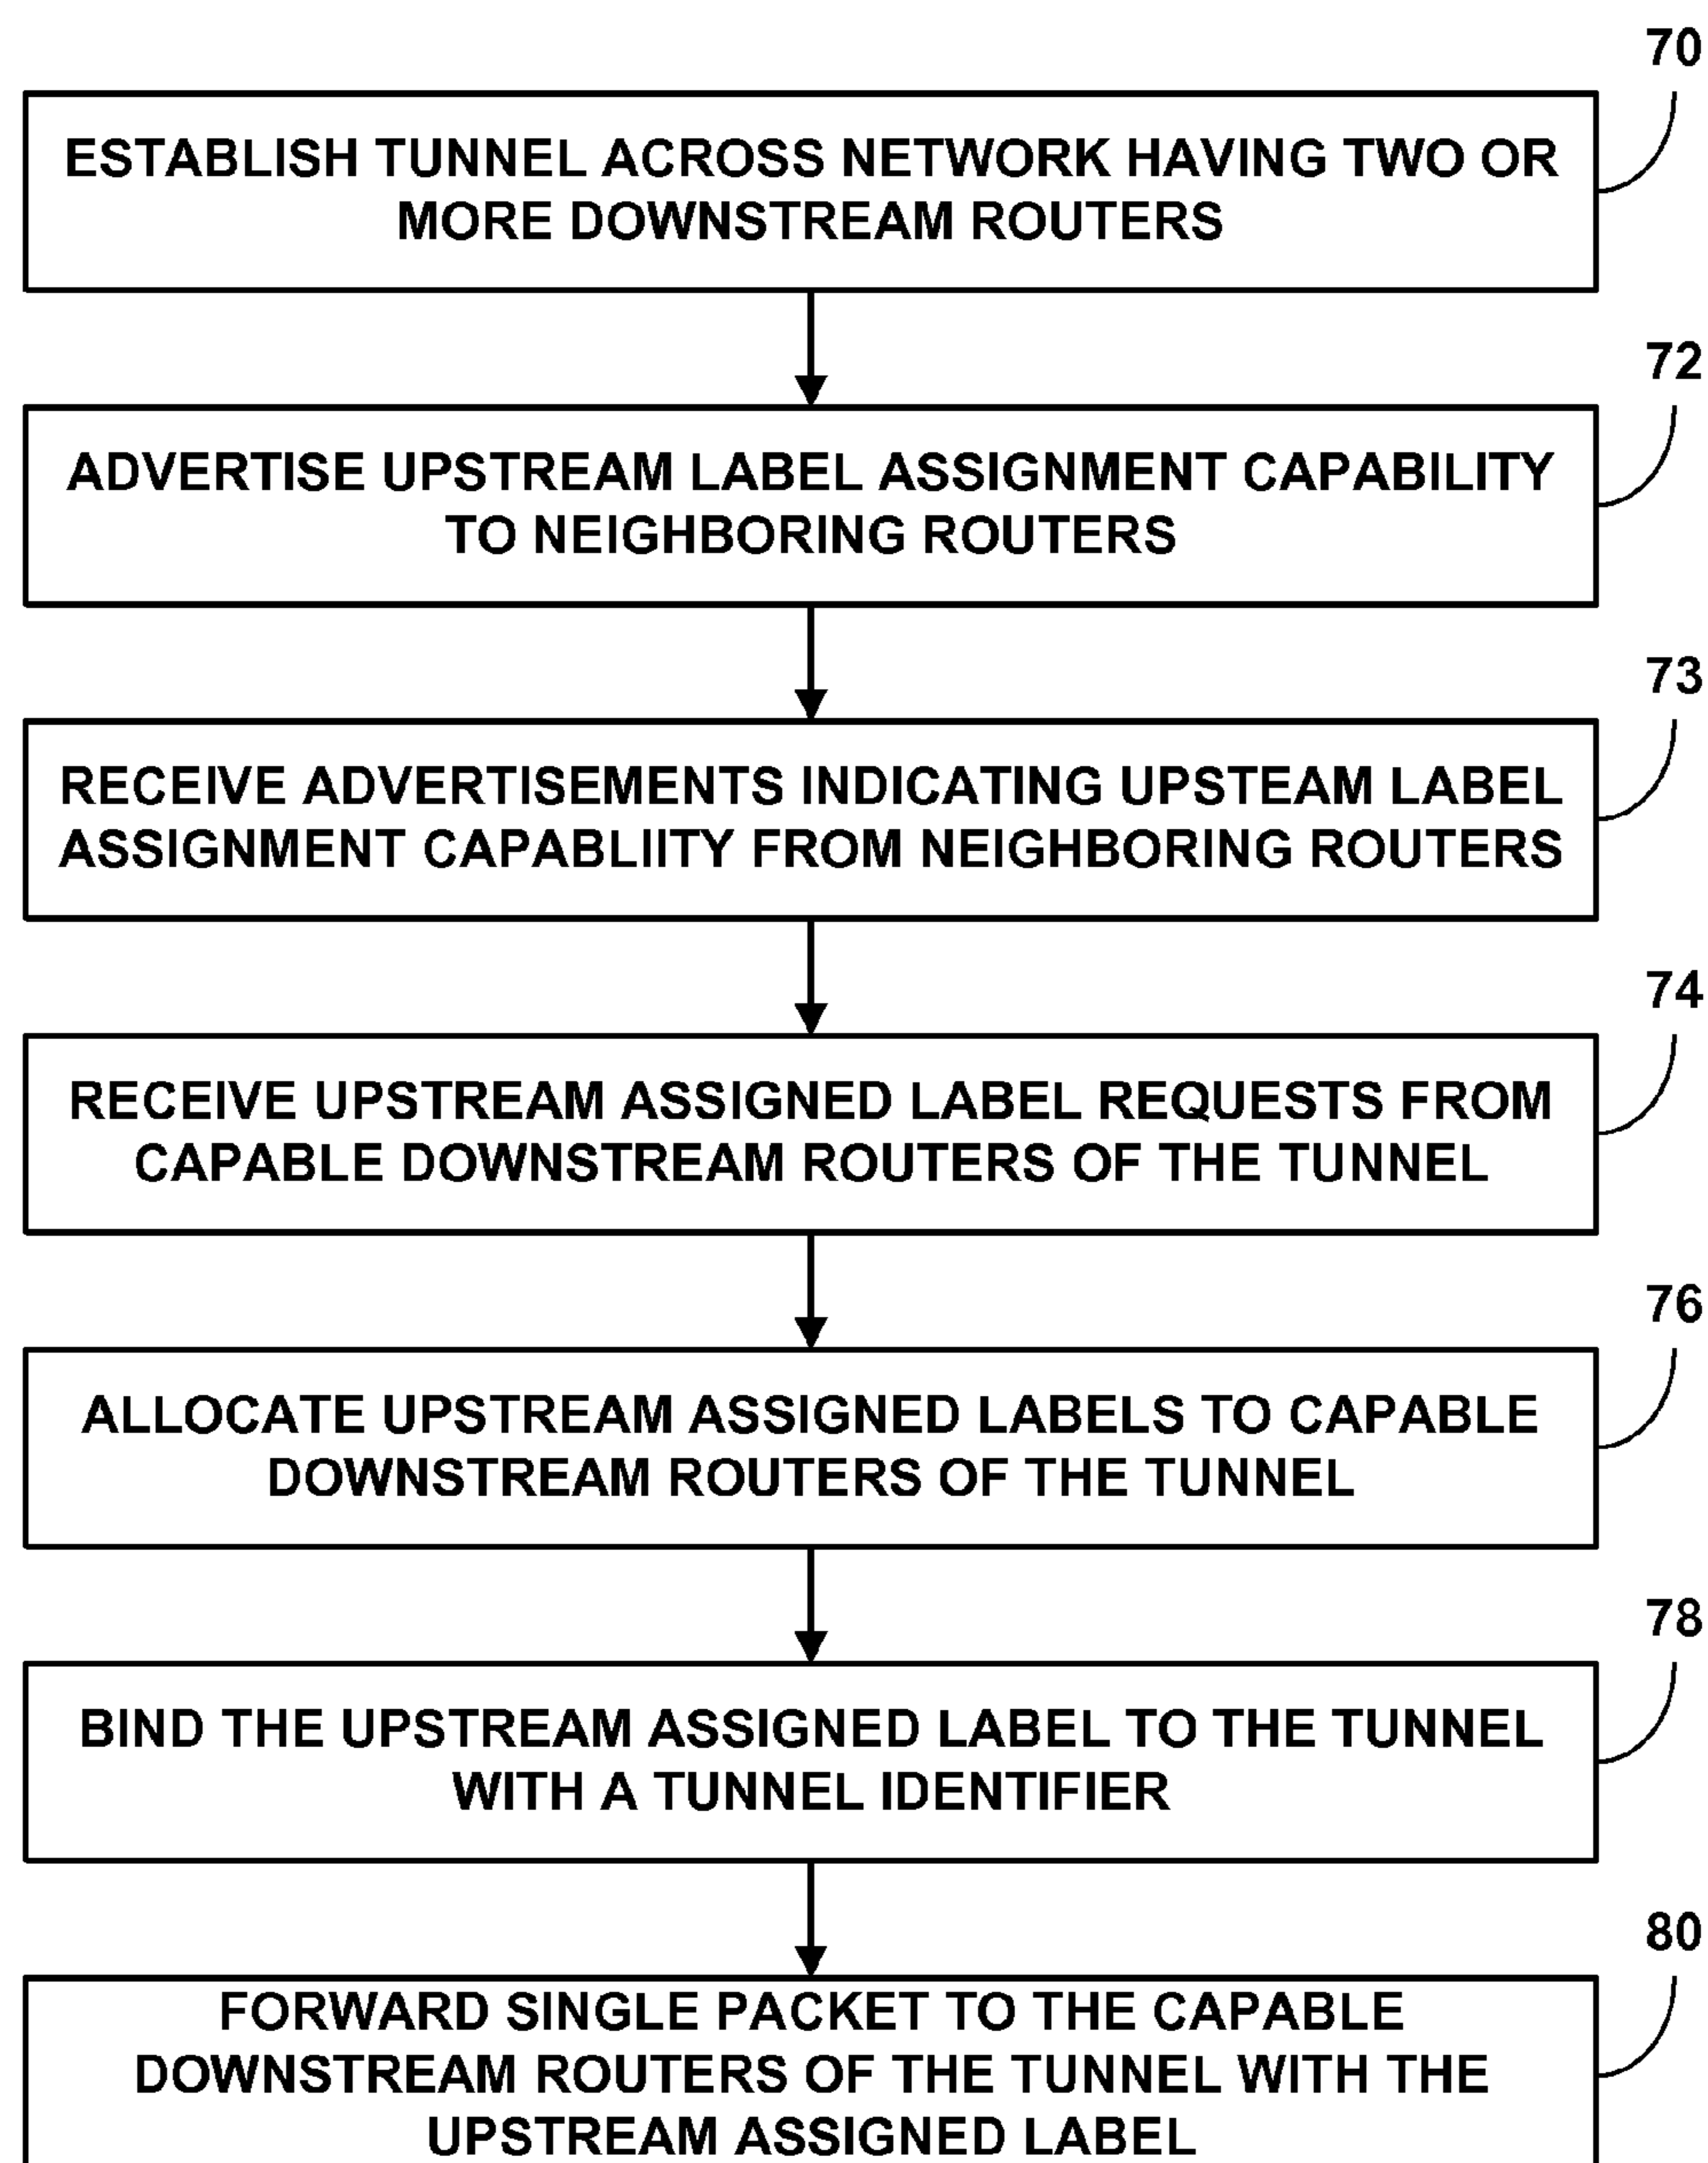 70
ESTABLISH TUNNEL ACROSS NETWORK HAVING TWO OR
MORE DOWNSTREAM ROUTERS
72
ADVERTISE UPSTREAM LABEL ASSIGNMENT CAPABILITY
TO NEIGHBORING ROUTERS
73
RECEIVE ADVERTISEMENTS INDICATING UPSTEAM LABEL
ASSIGNMENT CAPABLIITY FROM NEIGHBORING ROUTERS
74
RECEIVE UPSTREAM ASSIGNED LABEL REQUESTS FROM
CAPABLE DOWNSTREAM ROUTERS OF THE TUNNEL
76
ALLOCATE UPSTREAM ASSIGNED LABELS TO CAPABLE
DOWNSTREAM ROUTERS OF THE TUNNEL
78
BIND THE UPSTREAM ASSIGNED LABEL TO THE TUNNEL
WITH A TUNNEL IDENTIFIER
80
FORWARD SINGLE PACKET TO THE CAPABLE
DOWNSTREAM ROUTERS OF THE TUNNEL WITH THE
UPSTREAM ASSIGNED LABEL